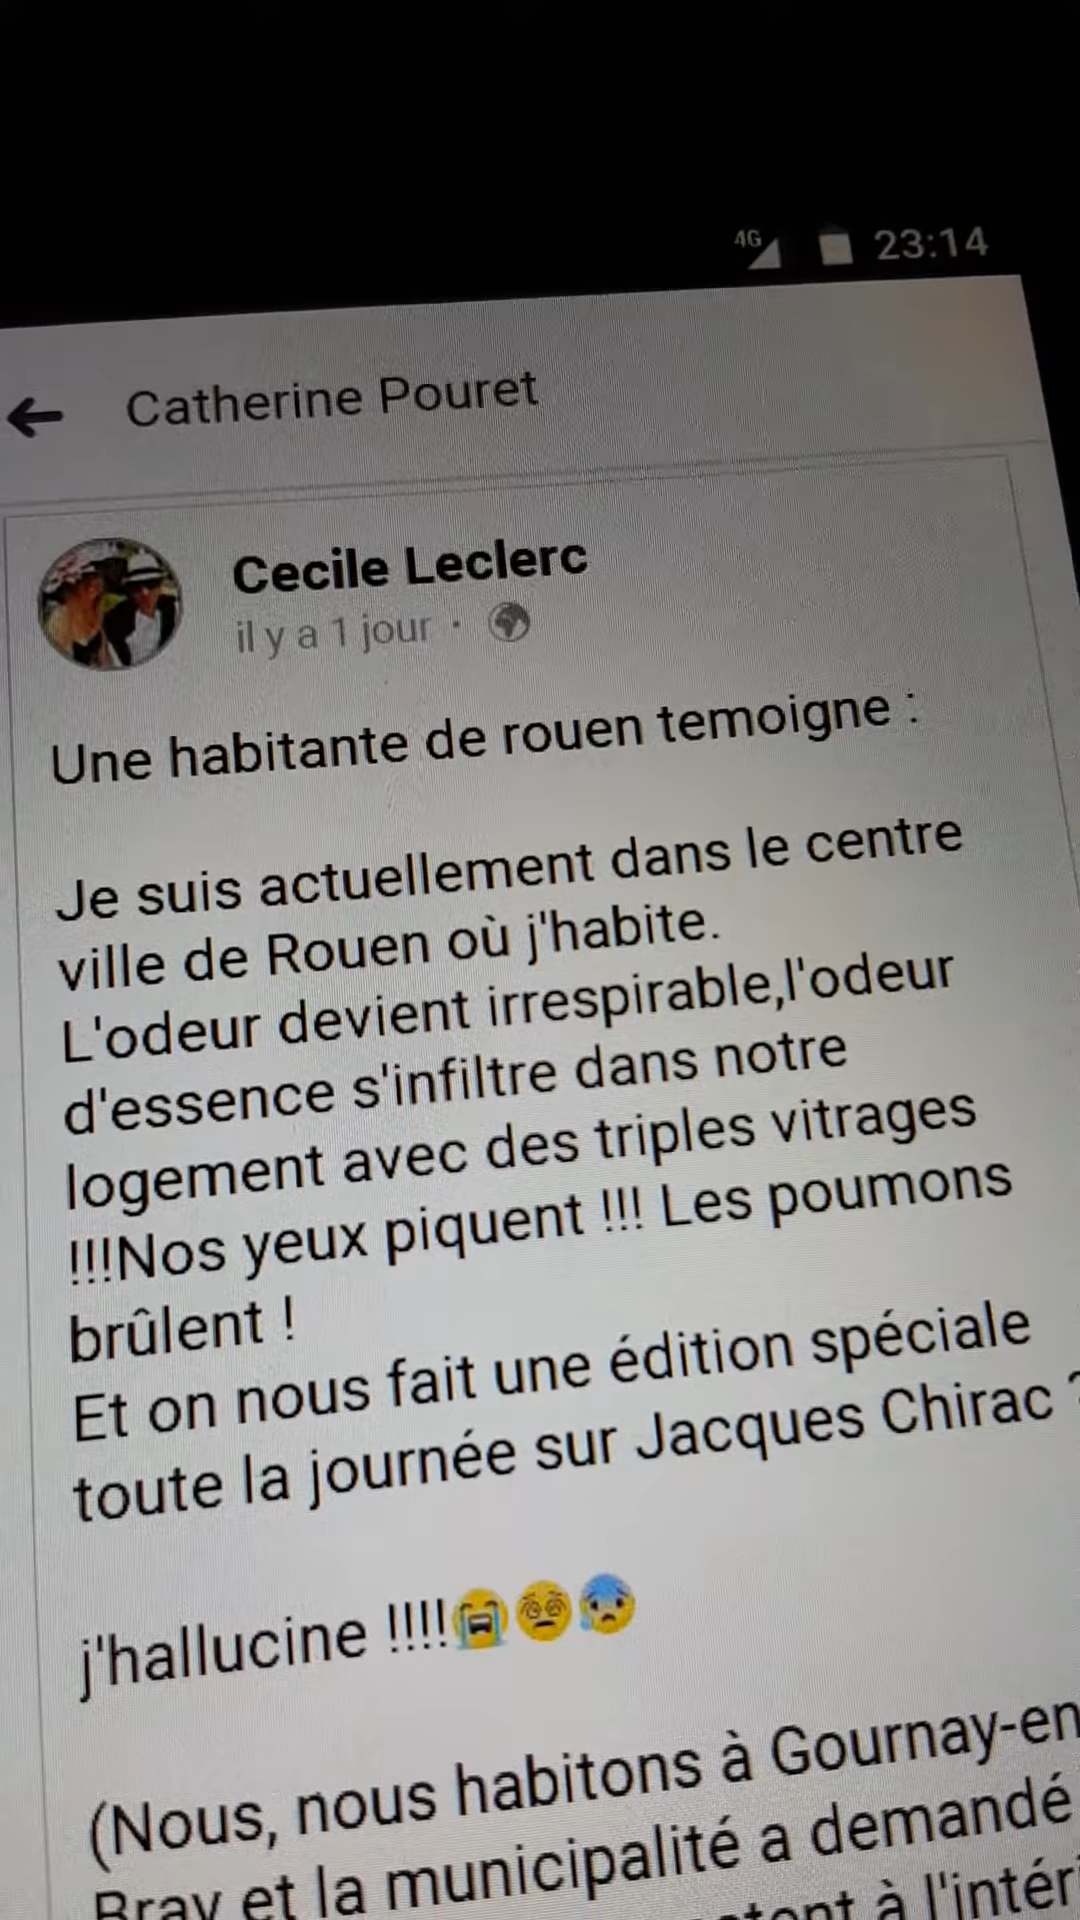 4G 23:14
Catherine Pouret
Cecile Leclerc
il y a 1 jour ·
Une habitante de rouen temoigne :
Je suis actuellement dans le centre
ville de Rouen où j'habite.
L'odeur devient irrespirable,l'odeur
d'essence s'infiltre dans notre
logement avec des triples vitrages
!!!Nos yeux piquent !!! Les poumons
brûlent !
Et on nous fait une édition spéciale
toute la journée sur Jacques Chirac ?
j'hallucine !!!!😭😵😰
(Nous, nous habitons à Gournay-en
Bray et la municipalité a demandé
à l'intéri